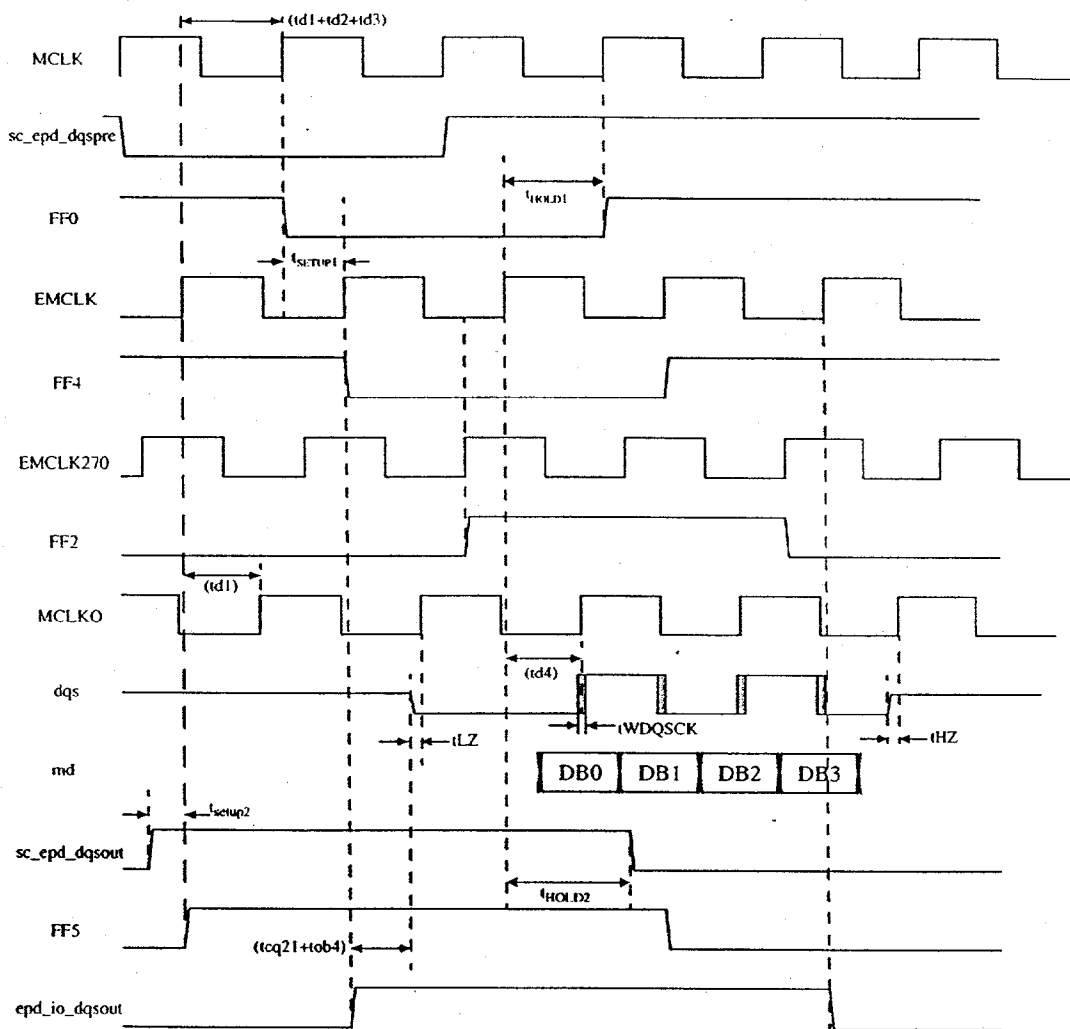 (td1+td2+td3)
MCLK
sc_epd_dqspre
tHOLD1
FF0
tSETUP1
EMCLK
FF4
EMCLK270
FF2
(td1)
MCLKO
(td4)
dqs
tWDQSCK
tLZ
tHZ
md
DB0 DB1 DB2 DB3
tsetup2
sc_epd_dqsout
tHOLD2
FF5
(tcq21+tob4)
epd_io_dqsout